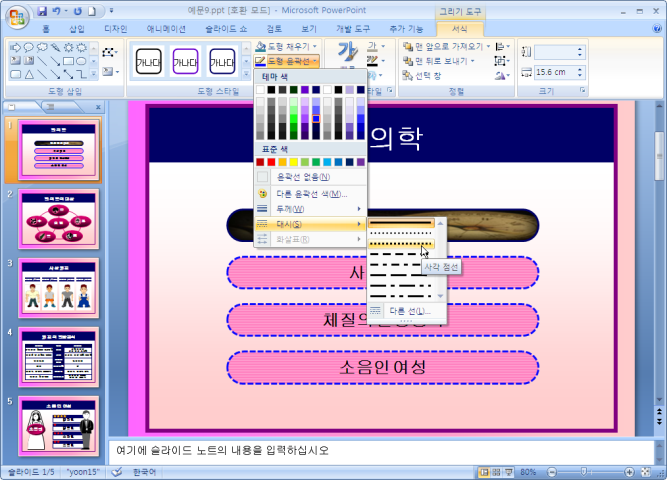 예문9.ppt [호환 모드] - Microsoft PowerPoint
그리기 도구
홈 삽입 디자인 애니메이션 슬라이드 쇼 검토 보기 개발 도구 추가 기능 서식
가나다 가나다 가나다
도형 채우기
도형 윤곽선
가
맨 앞으로 가져오기
맨 뒤로 보내기
선택 창
15.6 cm
도형 삽입 도형 스타일 정렬 크기
테마 색
표준 색
윤곽선 없음(N)
다른 윤곽선 색(M)...
두께(W)
대시(S)
화살표(R)
사각 점선
다른 선(L)...
1
2
3
4
5
의학
사
체질의
소음인 여성
여기에 슬라이드 노트의 내용을 입력하십시오
슬라이드 1/5 "yoon15" 한국어 80%